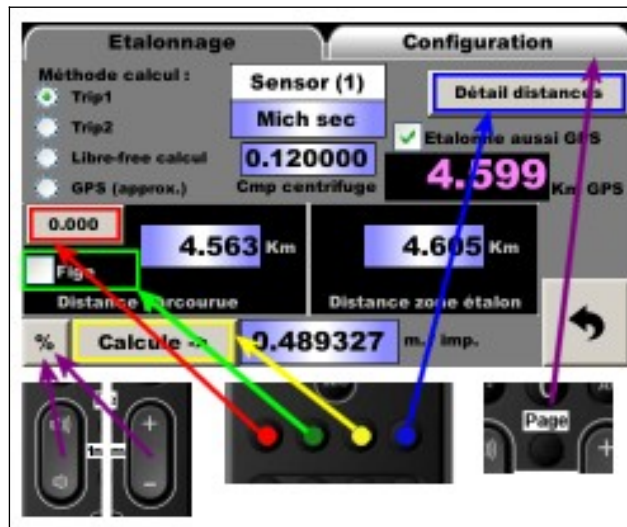 Etalonnage
Configuration
Méthode calcul :
Trip1
Trip2
Libre-free calcul
GPS (approx.)
Sensor (1)
Mich sec
0.120000
Cmp centrifuge
Détail distances
Etalonne aussi GPS
4.599 Km GPS
0.000
4.563 Km
Fige
Distance parcourue
4.605 Km
Distance zone étalon
% Calcule -> 0.489327 m. / imp.
Page
+
-
+